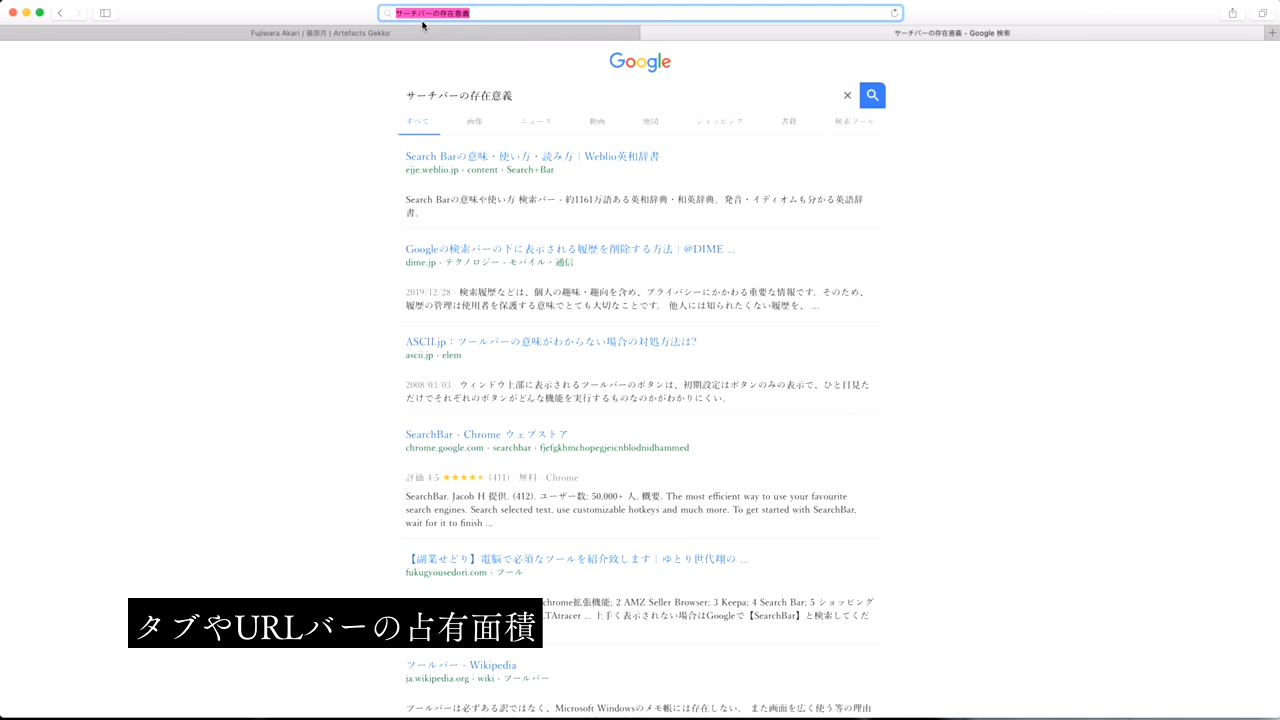 サーチバーの存在意義
Fujiwara Akari / 藤原月 | Artefacts Gekko
サーチバーの存在意義 - Google 検索
Google
サーチバーの存在意義
すべて 画像 ニュース 動画 地図 ショッピング 書籍 検索ツール
Search Barの意味・使い方・読み方 | Weblio英和辞書
ejje.weblio.jp › content › Search+Bar
Search Barの意味や使い方 検索バー - 約1161万語ある英和辞典・和英辞典。発音・イディオムも分かる英語辞
書。
Googleの検索バーの下に表示される履歴を削除する方法 | @DIME ...
dime.jp › テクノロジー › モバイル・通信
2019/12/28 · 検索履歴などは、個人の趣味・趣向を含め、プライバシーにかかわる重要な情報です。そのため、
履歴の管理は使用者を保護する意味でとても大切なことです。 他人には知られたくない履歴を、 ...
ASCII.jp：ツールバーの意味がわからない場合の対処方法は?
ascii.jp › elem
2008/03/03 · ウィンドウ上部に表示されるツールバーのボタンは、初期設定はボタンのみの表示で、ひと目見た
だけでそれぞれのボタンがどんな機能を実行するものなのかがわかりにくい。
SearchBar - Chrome ウェブストア
chrome.google.com › searchbar › fjefgkhmchopegjeicnblodnidbammed
評価 4.5 ★★★★★ (411) · 無料 · Chrome
SearchBar. Jacob H 提供. (412). ユーザー数: 50,000+ 人. 概要. The most efficient way to use your favourite
search engines. Search selected text, use customizable hotkeys and much more. To get started with SearchBar,
wait for it to finish ...
【副業せどり】電脳で必須なツールを紹介致します | ゆとり世代翔の ...
fukugyousedori.com › ツール
chrome拡張機能; 2 AMZ Seller Browser; 3 Keepa; 4 Search Bar; 5 ショッピング
TAtracer ... 上手く表示されない場合はGoogleで【SearchBar】と検索してくだ
タブやURLバーの占有面積
ツールバー - Wikipedia
ja.wikipedia.org › wiki › ツールバー
ツールバーは必ずある訳ではなく、Microsoft Windowsのメモ帳には存在しない。 また画面を広く使う等の理由